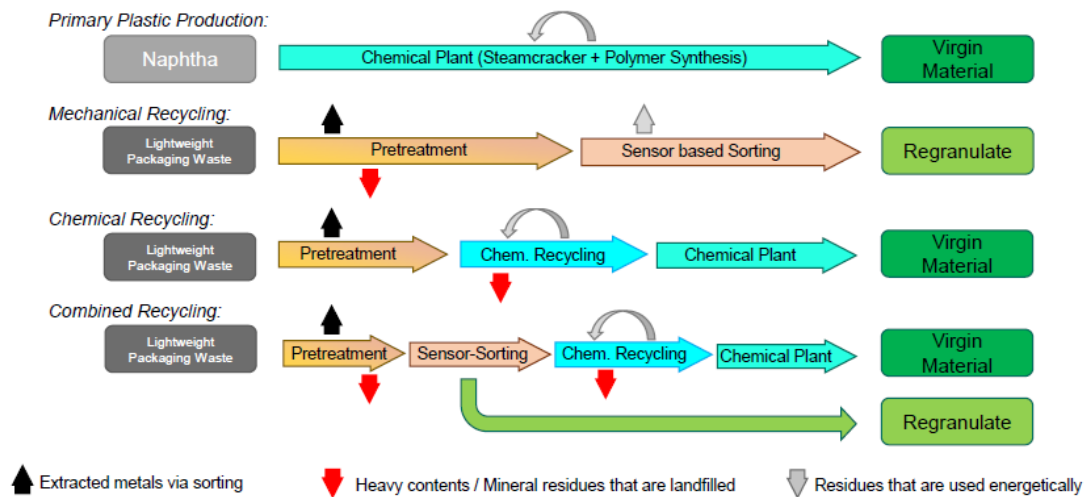 Primary Plastic Production:
Naphtha
Chemical Plant (Steamcracker + Polymer Synthesis)
Virgin
Material
Mechanical Recycling:
Lightweight
Packaging Waste
Pretreatment
Sensor based Sorting
Regranulate
Chemical Recycling:
Lightweight
Packaging Waste
Pretreatment
Chem. Recycling
Chemical Plant
Virgin
Material
Combined Recycling:
Lightweight
Packaging Waste
Pretreatment
Sensor-Sorting
Chem. Recycling
Chemical Plant
Virgin
Material
Regranulate
Extracted metals via sorting
Heavy contents / Mineral residues that are landfilled
Residues that are used energetically